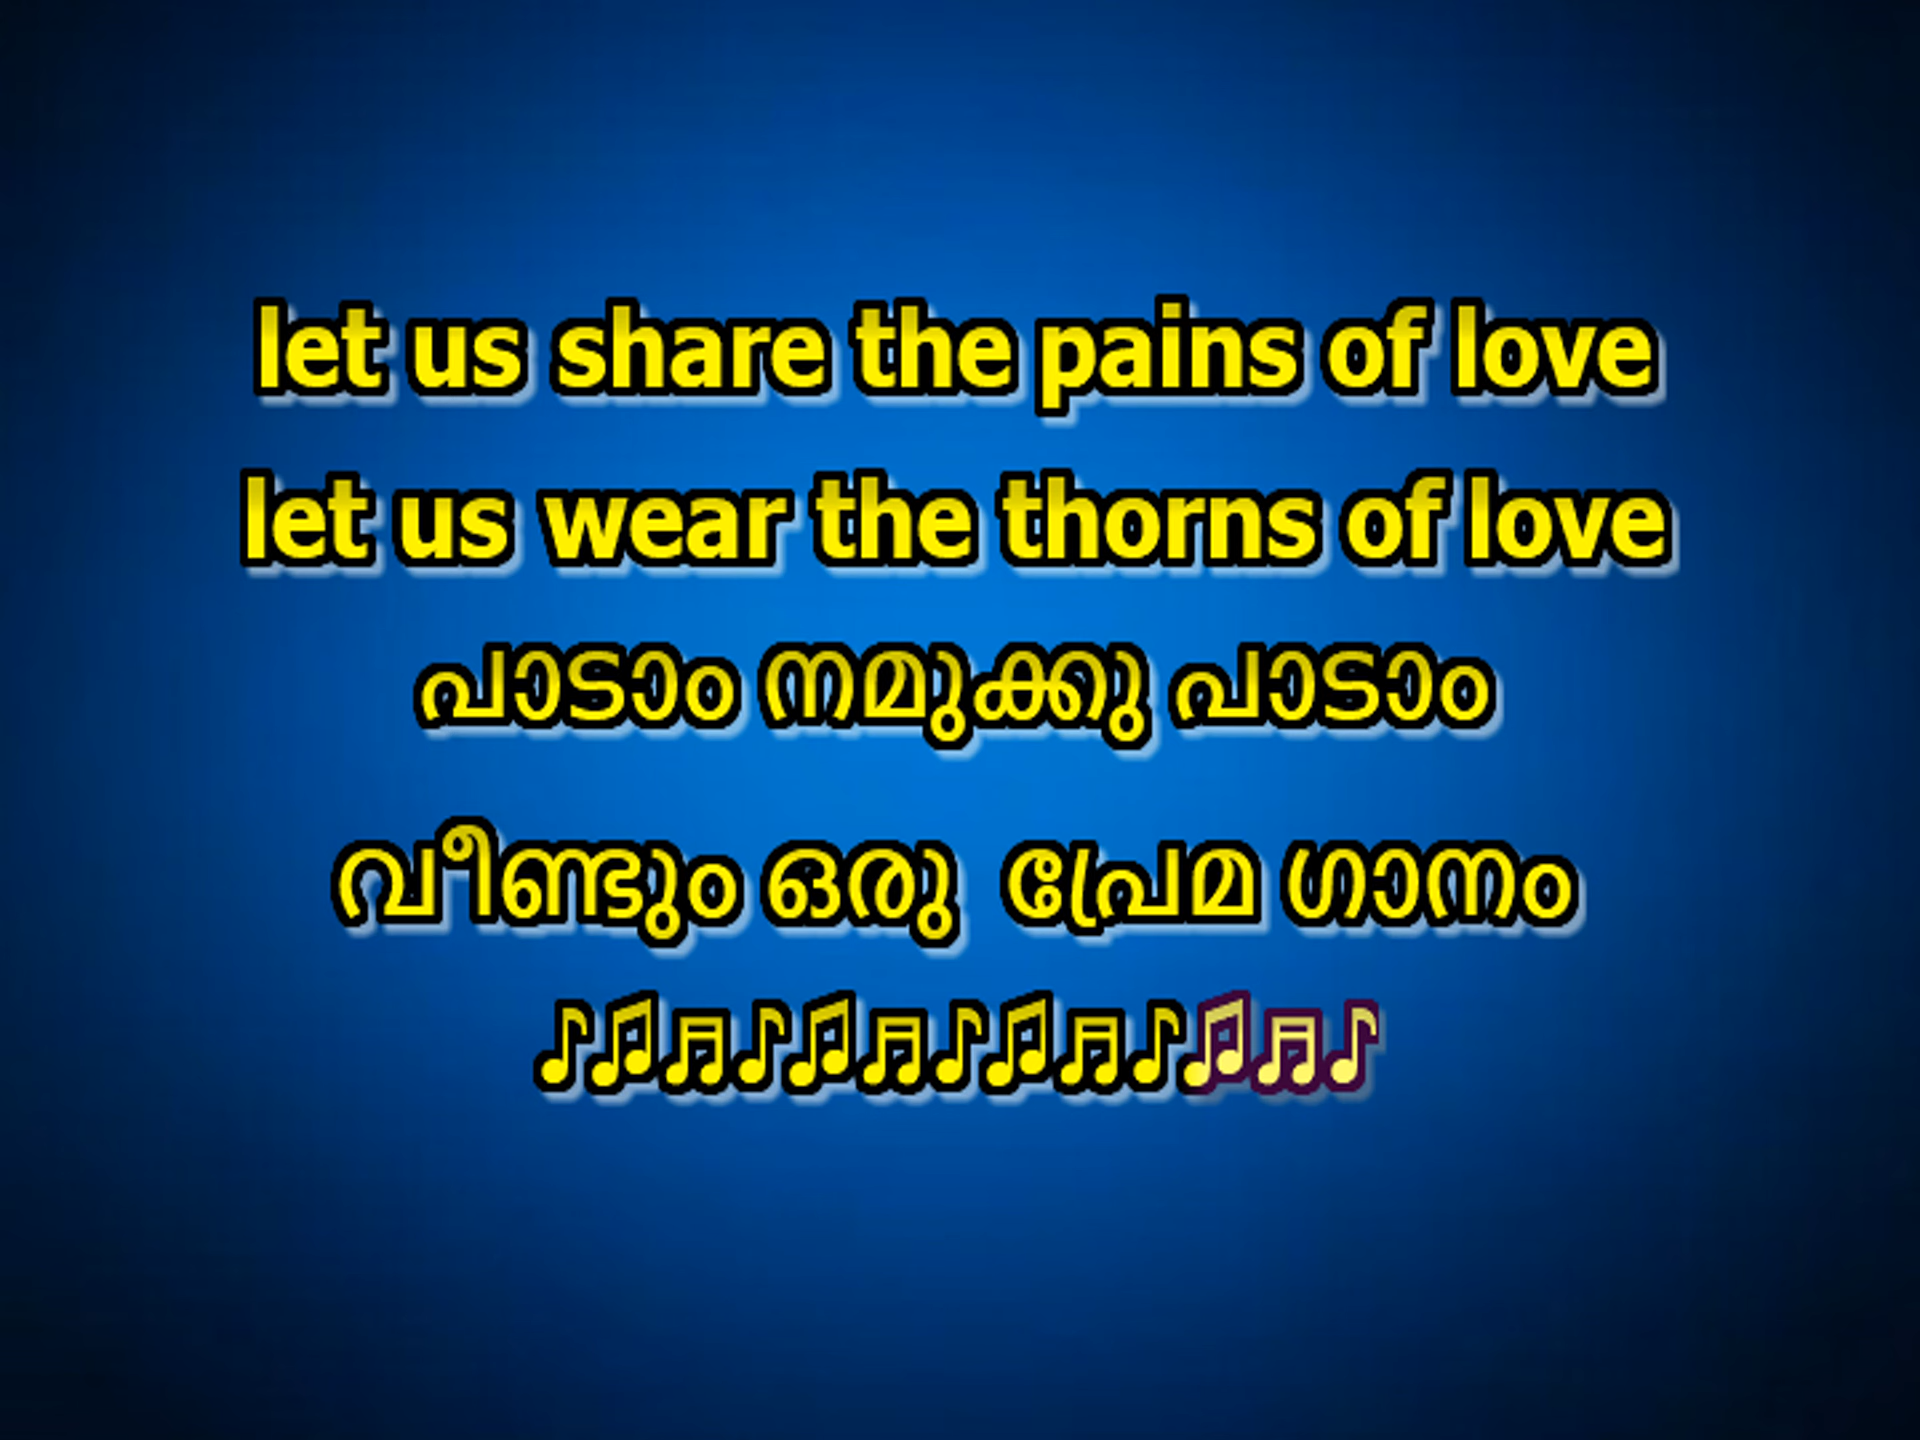 let us share the pains of love
let us wear the thorns of love
പാടാം നമുക്കു പാടാം
വീണ്ടും ഒരു  പ്രേമ ഗാനം
♪♫♬♪♫♬♪♫♬♪♫♬♪